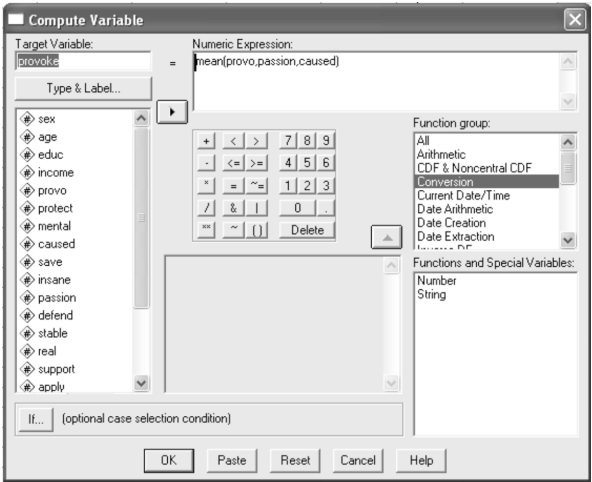 Compute Variable
Target Variable:
provoke
=
Numeric Expression:
mean(provo,passion,caused)
Type & Label...
sex
age
educ
income
provo
protect
mental
caused
save
insane
passion
defend
stable
real
support
apply
+ < > 7 8 9
- <= >= 4 5 6
* = ~= 1 2 3
/ & | 0 .
** ~ () Delete
Function group:
All
Arithmetic
CDF & Noncentral CDF
Conversion
Current Date/Time
Date Arithmetic
Date Creation
Date Extraction
Functions and Special Variables:
Number
String
If... (optional case selection condition)
OK Paste Reset Cancel Help